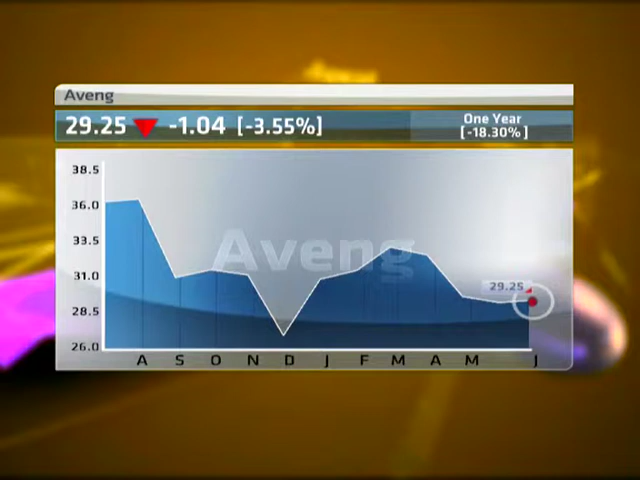 Aveng
29.25 -1.04 [-3.55%]
One Year
[-18.30%]
38.5
36.0
33.5
31.0
28.5
26.0
Aveng
29.25
A S O N D J F M A M J